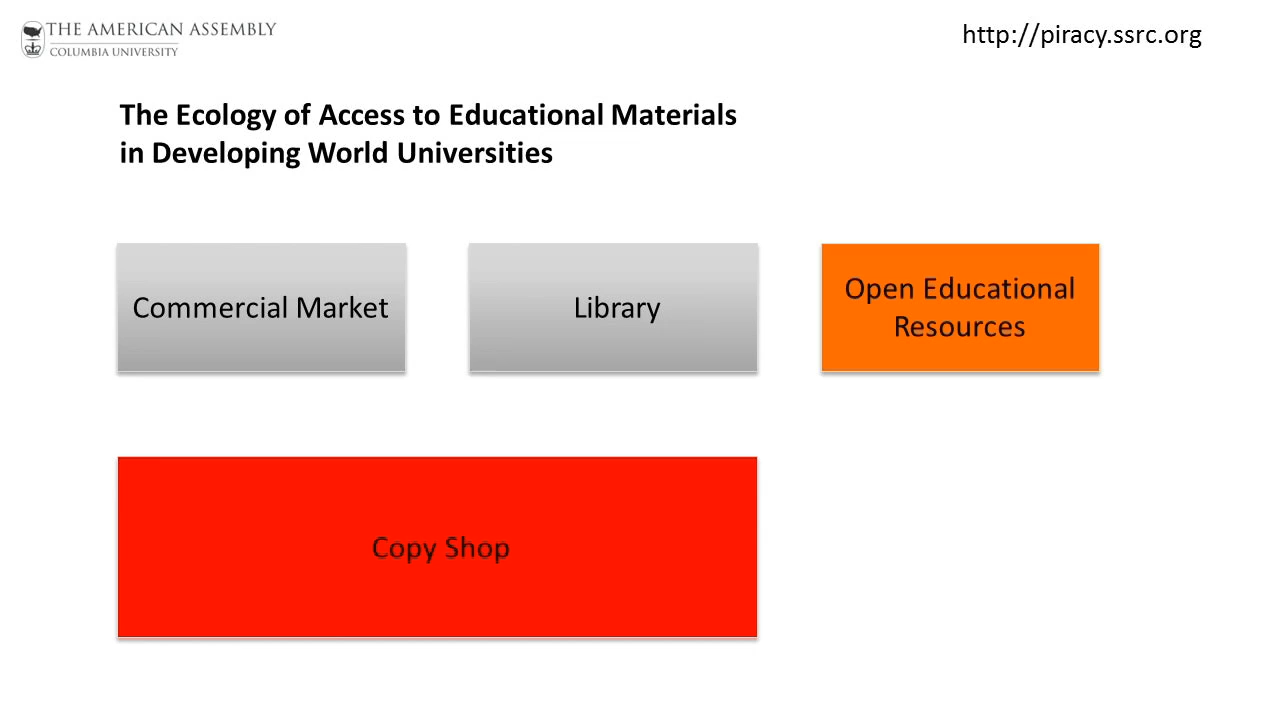 THE AMERICAN ASSEMBLY
COLUMBIA UNIVERSITY
http://piracy.ssrc.org
The Ecology of Access to Educational Materials
in Developing World Universities
Commercial Market
Library
Open Educational
Resources
Copy Shop